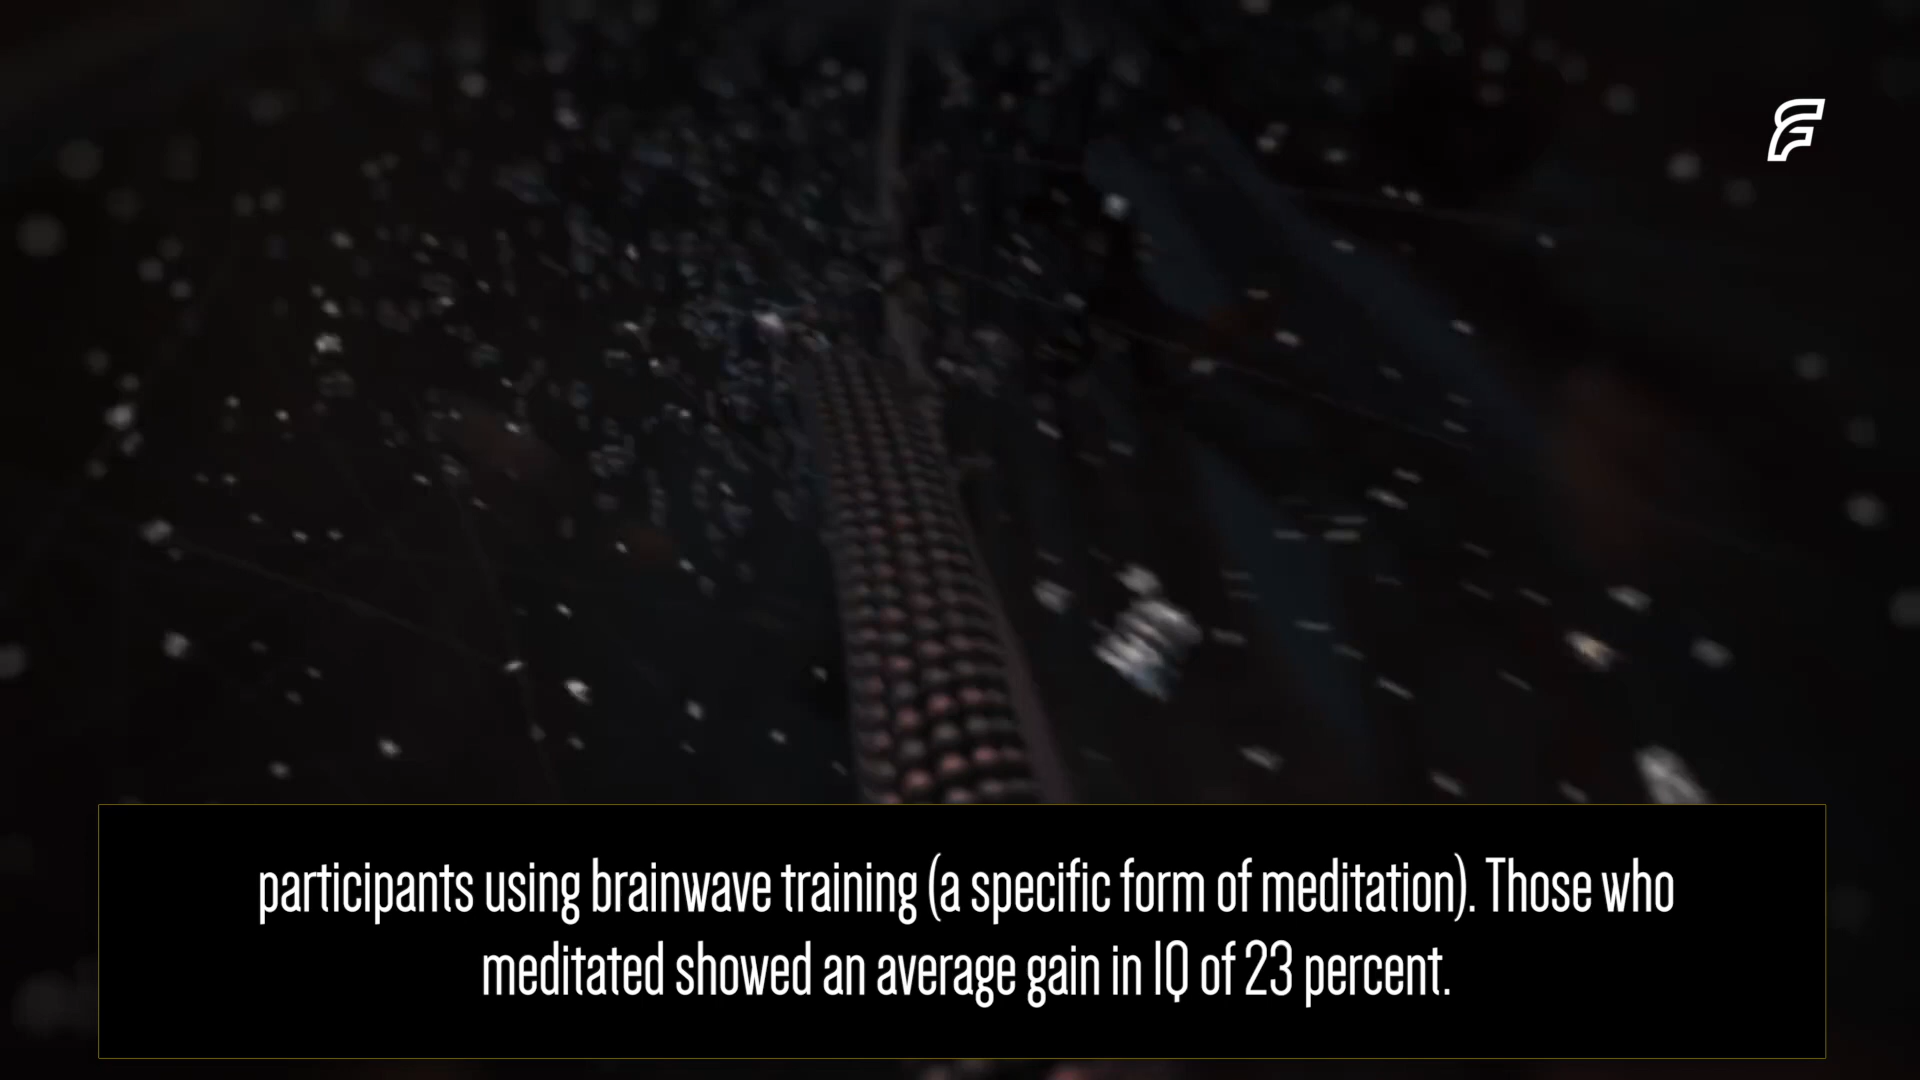 participants using brainwave training (a specific form of meditation). Those who
meditated showed an average gain in IQ of 23 percent.